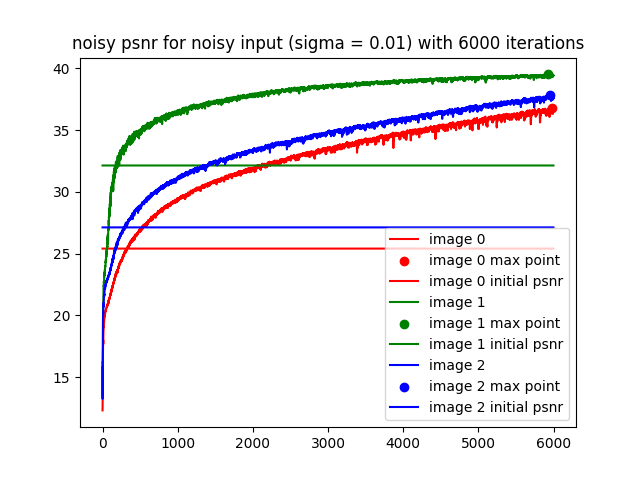 noisy psnr for noisy input (sigma = 0.01) with 6000 iterations
40
35
30
25
20
15
0
1000
2000
3000
4000
5000
6000
image 0
image 0 max point
image 0 initial psnr
image 1
image 1 max point
image 1 initial psnr
image 2
image 2 max point
image 2 initial psnr